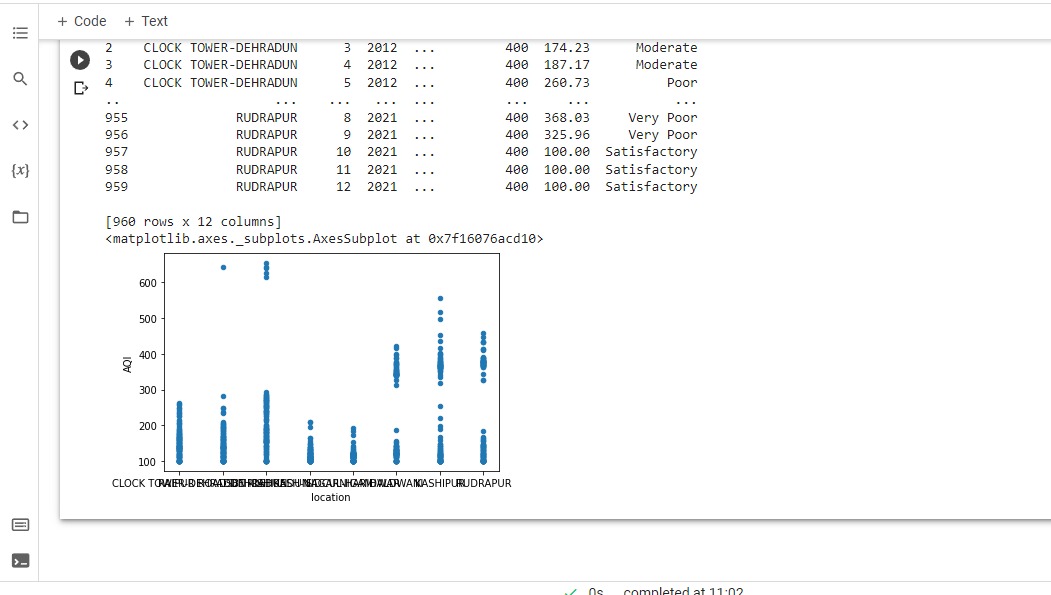 + Code + Text
2 CLOCK TOWER-DEHRADUN 3 2012 ... 400 174.23 Moderate
3 CLOCK TOWER-DEHRADUN 4 2012 ... 400 187.17 Moderate
4 CLOCK TOWER-DEHRADUN 5 2012 ... 400 260.73 Poor
.. ... ... ... ... ... ... ...
955 RUDRAPUR 8 2021 ... 400 368.03 Very Poor
956 RUDRAPUR 9 2021 ... 400 325.96 Very Poor
957 RUDRAPUR 10 2021 ... 400 100.00 Satisfactory
958 RUDRAPUR 11 2021 ... 400 100.00 Satisfactory
959 RUDRAPUR 12 2021 ... 400 100.00 Satisfactory
{x}
[960 rows x 12 columns]
<matplotlib.axes._subplots.AxesSubplot at 0x7f16076acd10>
600
500
400
300
200
100
AQI
CLOCK KASHIPUR RUDRAPUR
location
0s completed at 11:02